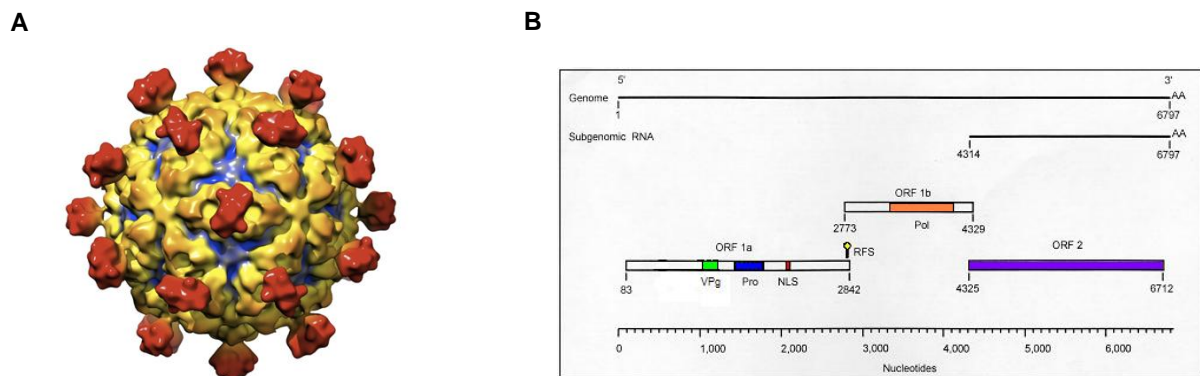 A
B
5' 3'
Genome AA
1 6797
Subgenomic RNA AA
4314 6797
ORF 1b
Pol
2773 4329
RFS
ORF 1a ORF 2
VPg Pro NLS
83 2842 4325 6712
0 1,000 2,000 3,000 4,000 5,000 6,000
Nucleotides